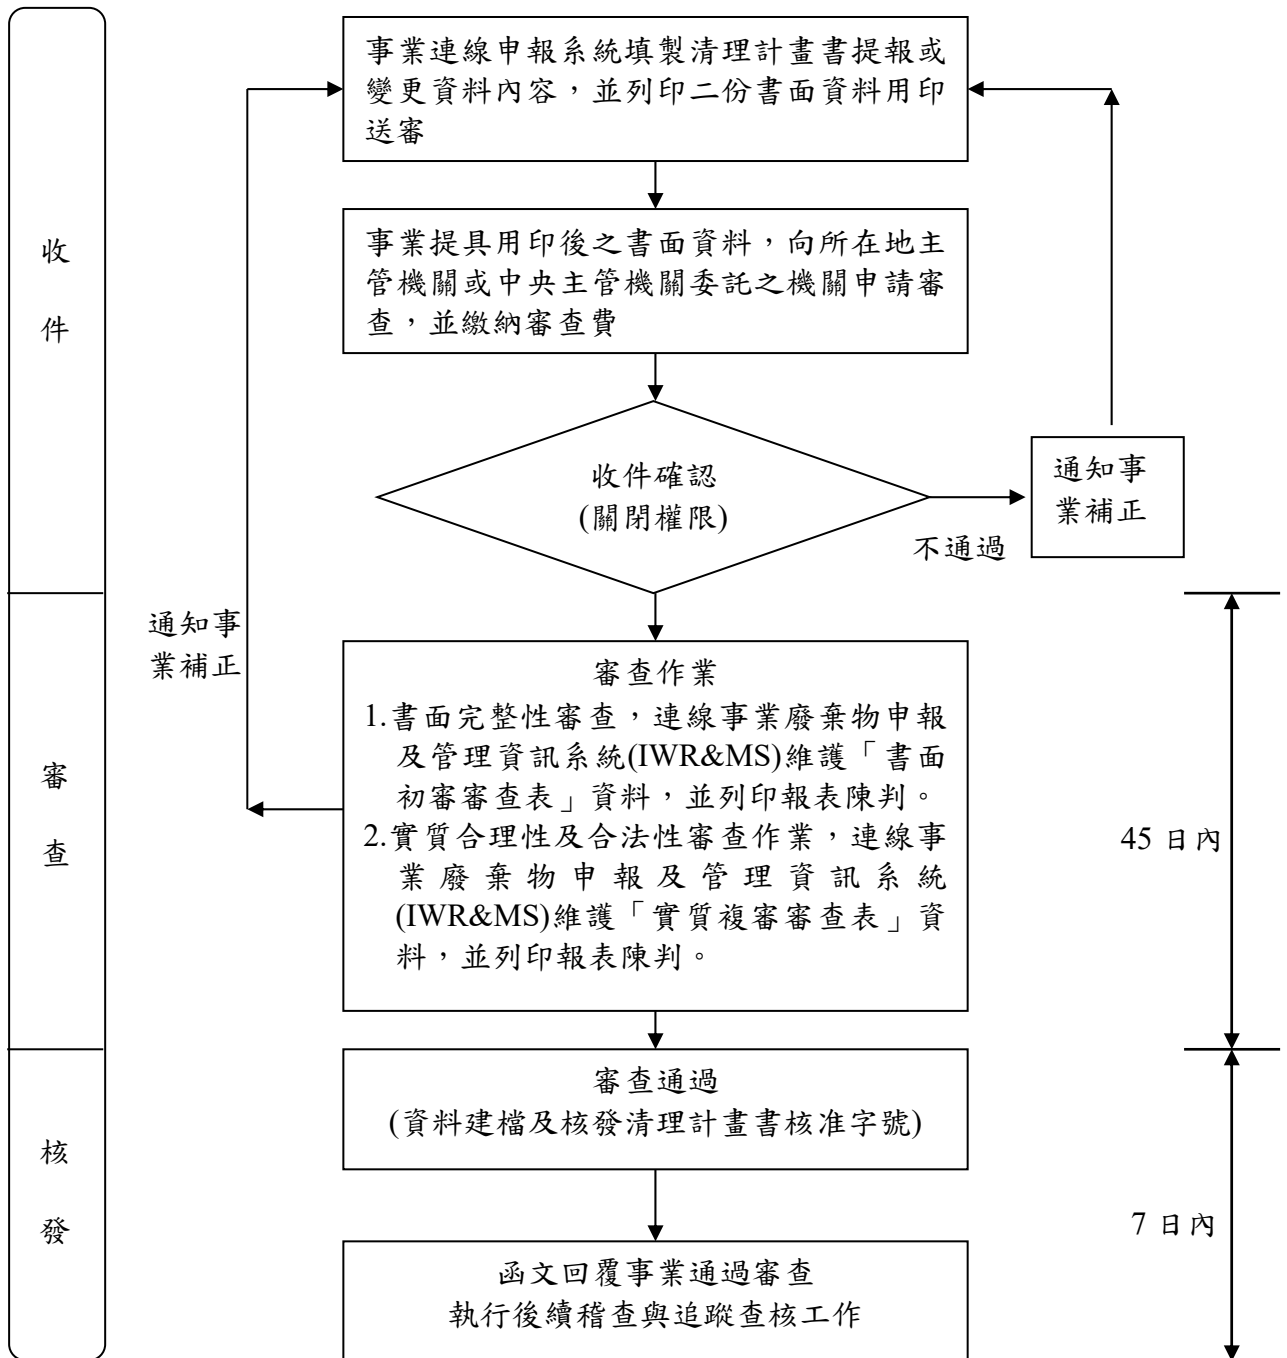 事業連線申報系統填製清理計畫書提報或
變更資料內容，並列印二份書面資料用印
送審
事業提具用印後之書面資料，向所在地主
管機關或中央主管機關委託之機關申請審
查，並繳納審查費
收
件
收件確認
(關閉權限)
不通過
通知事
業補正
通知事
業補正
審
查
審查作業
1.書面完整性審查，連線事業廢棄物申報
及管理資訊系統(IWR&MS)維護「書面
初審審查表」資料，並列印報表陳判。
2.實質合理性及合法性審查作業，連線事
業廢棄物申報及管理資訊系統
(IWR&MS)維護「實質複審審查表」資
料，並列印報表陳判。
45 日內
核
發
審查通過
(資料建檔及核發清理計畫書核准字號)
7 日內
函文回覆事業通過審查
執行後續稽查與追蹤查核工作